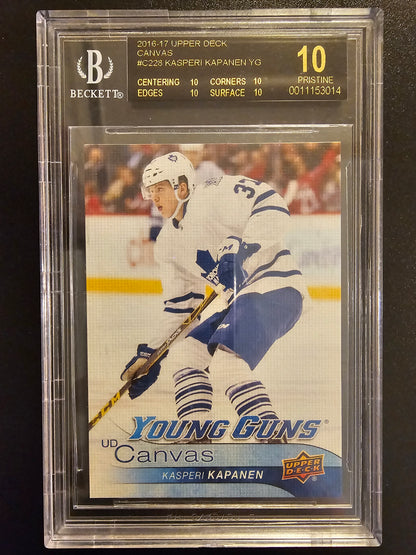 2016-17 UPPER DECK
CANVAS
#C228 KASPERI KAPANEN YG
CENTERING 10 CORNERS 10
EDGES 10 SURFACE 10
B
BECKETT
10
PRISTINE
0011153014
YOUNG GUNS
UD Canvas
KASPERI KAPANEN
UPPER
D.E.C.K